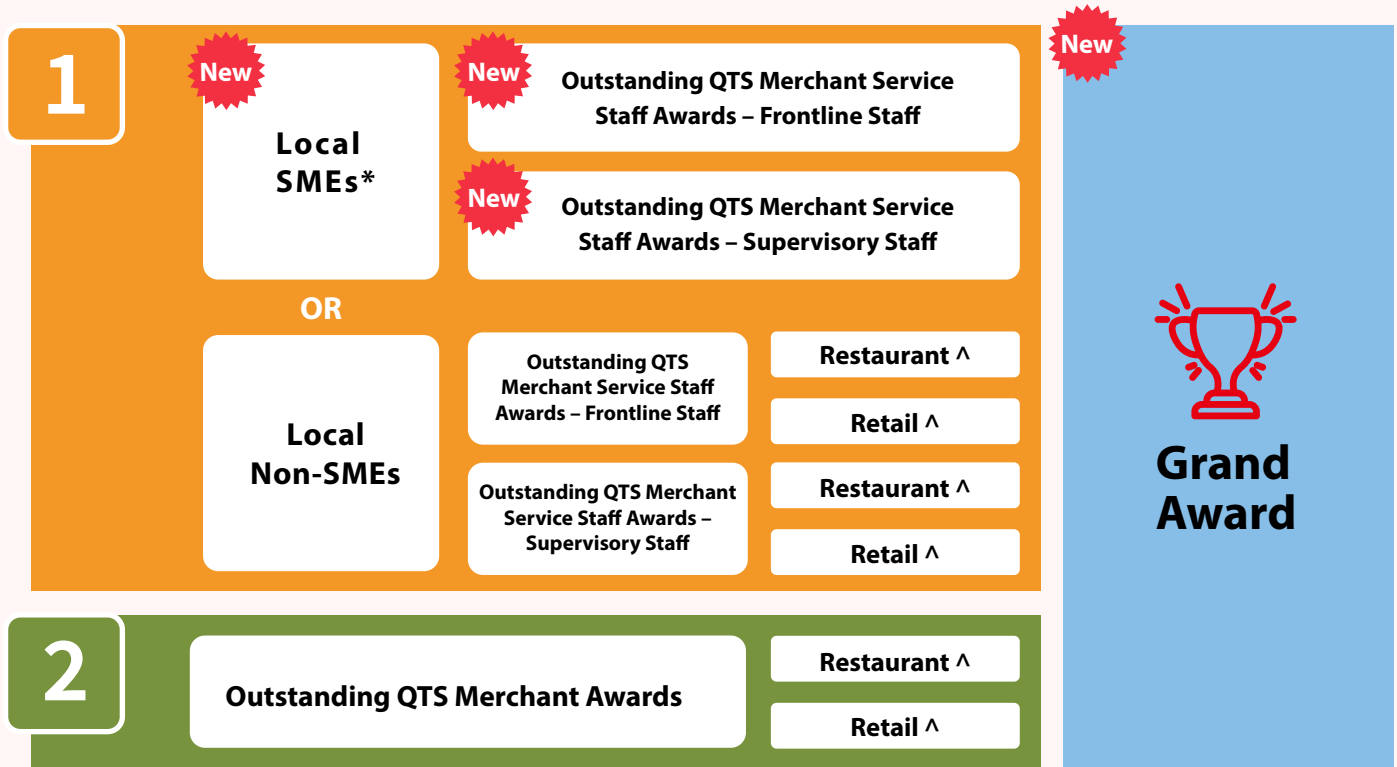 1
New
Local
SMEs*
New
Outstanding QTS Merchant Service
Staff Awards – Frontline Staff
New
Outstanding QTS Merchant Service
Staff Awards – Supervisory Staff
OR
Local
Non-SMEs
Outstanding QTS
Merchant Service Staff
Awards – Frontline Staff
Restaurant ^
Retail ^
Outstanding QTS Merchant
Service Staff Awards –
Supervisory Staff
Restaurant ^
Retail ^
2
Outstanding QTS Merchant Awards
Restaurant ^
Retail ^
New
Grand
Award